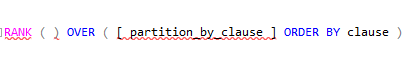 RANK ( ) OVER ( [ partition_by_clause ] ORDER BY clause )